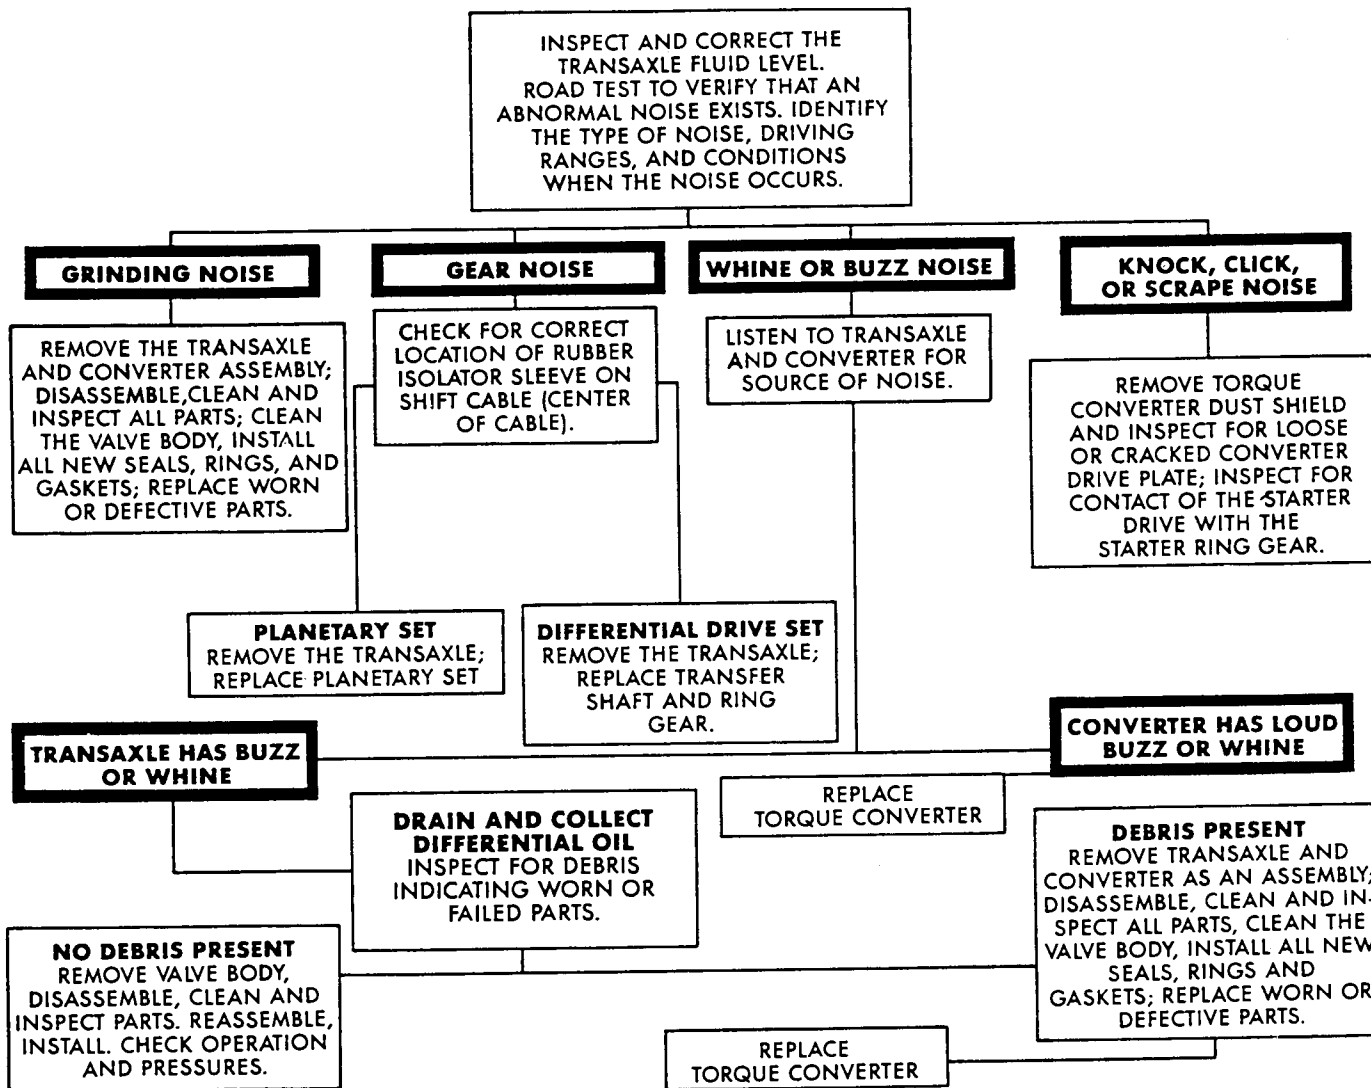 INSPECT AND CORRECT THE
TRANSAXLE FLUID LEVEL.
ROAD TEST TO VERIFY THAT AN
ABNORMAL NOISE EXISTS. IDENTIFY
THE TYPE OF NOISE, DRIVING
RANGES, AND CONDITIONS
WHEN THE NOISE OCCURS.
GRINDING NOISE
REMOVE THE TRANSAXLE
AND CONVERTER ASSEMBLY;
DISASSEMBLE,CLEAN AND
INSPECT ALL PARTS; CLEAN
THE VALVE BODY, INSTALL
ALL NEW SEALS, RINGS, AND
GASKETS; REPLACE WORN
OR DEFECTIVE PARTS.
GEAR NOISE
CHECK FOR CORRECT
LOCATION OF RUBBER
ISOLATOR SLEEVE ON
SHIFT CABLE (CENTER
OF CABLE).
WHINE OR BUZZ NOISE
LISTEN TO TRANSAXLE
AND CONVERTER FOR
SOURCE OF NOISE.
KNOCK, CLICK,
OR SCRAPE NOISE
REMOVE TORQUE
CONVERTER DUST SHIELD
AND INSPECT FOR LOOSE
OR CRACKED CONVERTER
DRIVE PLATE; INSPECT FOR
CONTACT OF THE STARTER
DRIVE WITH THE
STARTER RING GEAR.
PLANETARY SET
REMOVE THE TRANSAXLE;
REPLACE PLANETARY SET
DIFFERENTIAL DRIVE SET
REMOVE THE TRANSAXLE;
REPLACE TRANSFER
SHAFT AND RING
GEAR.
TRANSAXLE HAS BUZZ
OR WHINE
CONVERTER HAS LOUD
BUZZ OR WHINE
REPLACE
TORQUE CONVERTER
DRAIN AND COLLECT
DIFFERENTIAL OIL
INSPECT FOR DEBRIS
INDICATING WORN OR
FAILED PARTS.
NO DEBRIS PRESENT
REMOVE VALVE BODY,
DISASSEMBLE, CLEAN AND
INSPECT PARTS. REASSEMBLE,
INSTALL. CHECK OPERATION
AND PRESSURES.
DEBRIS PRESENT
REMOVE TRANSAXLE AND
CONVERTER AS AN ASSEMBLY;
DISASSEMBLE, CLEAN AND IN-
SPECT ALL PARTS, CLEAN THE
VALVE BODY, INSTALL ALL NEW
SEALS, RINGS AND
GASKETS; REPLACE WORN OR
DEFECTIVE PARTS.
REPLACE
TORQUE CONVERTER